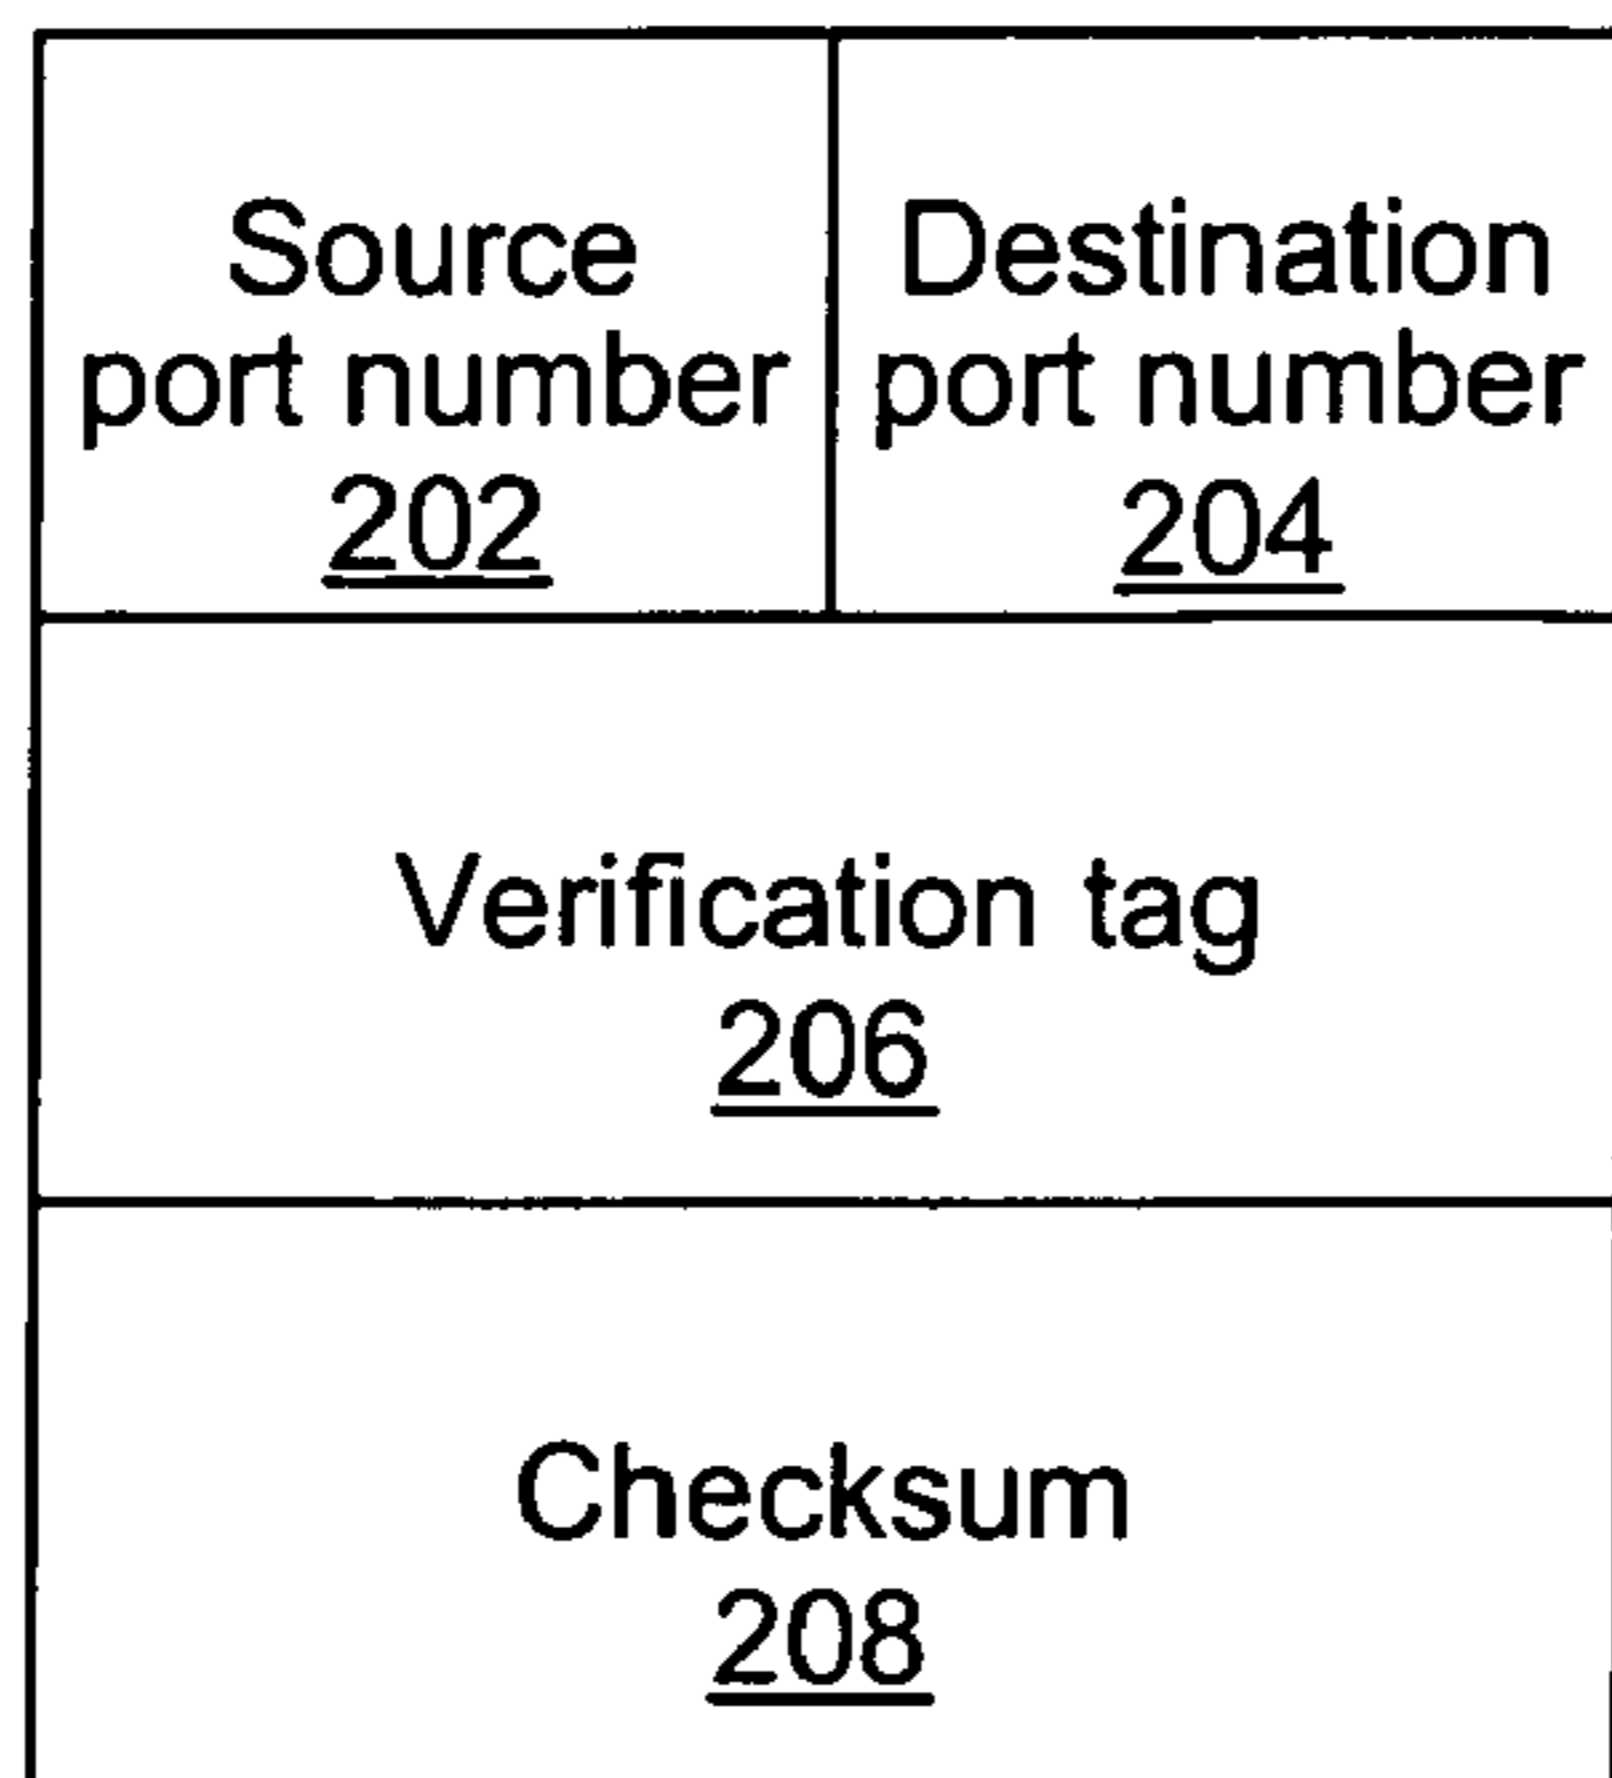 Source
port number
202
Destination
port number
204
Verification tag
206
Checksum
208